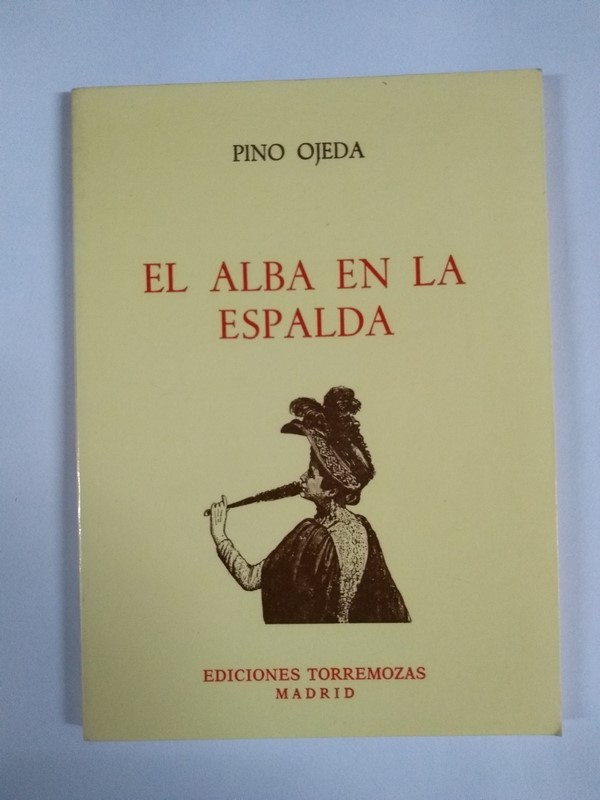 PINO OJEDA
EL ALBA EN LA
ESPALDA
EDICIONES TORREMOZAS
MADRID